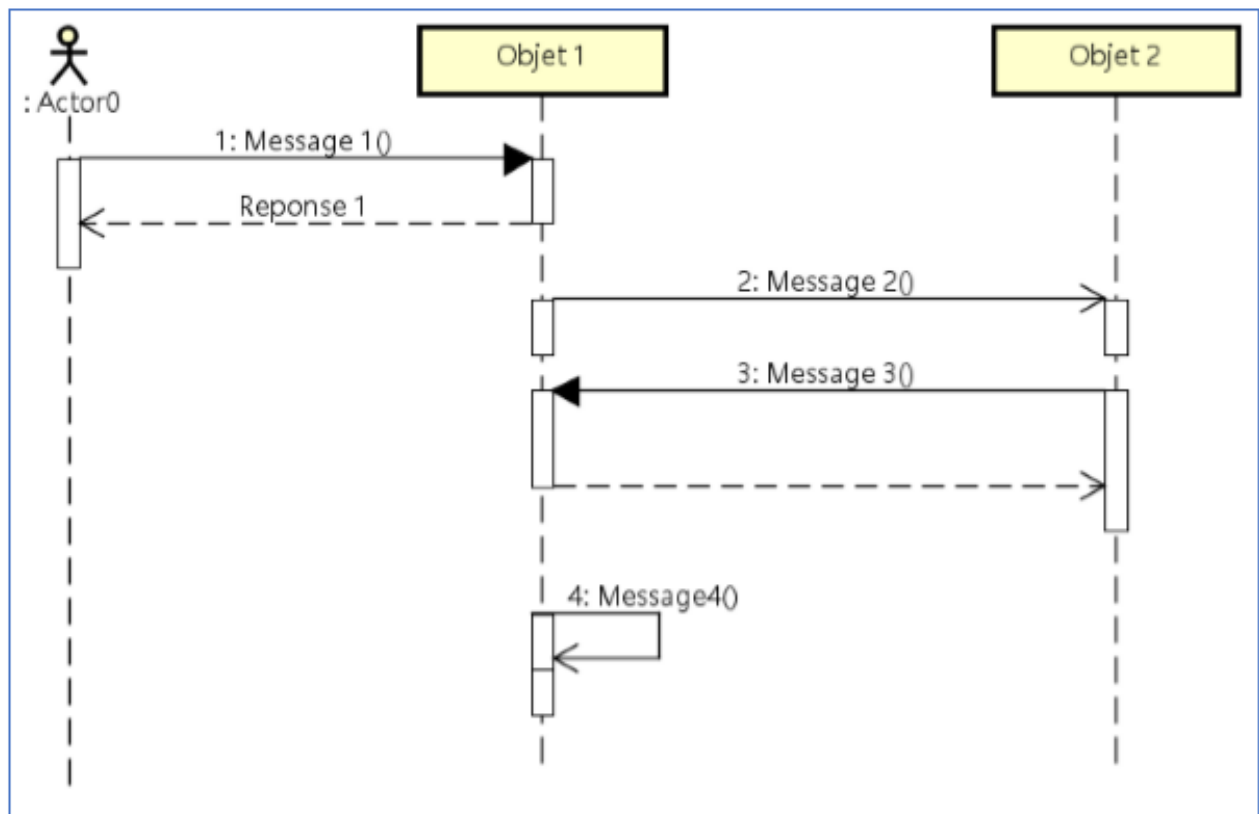 Objet 1
Objet 2
: Actor0
1: Message 1()
Reponse 1
2: Message 2()
3: Message 3()
4: Message4()